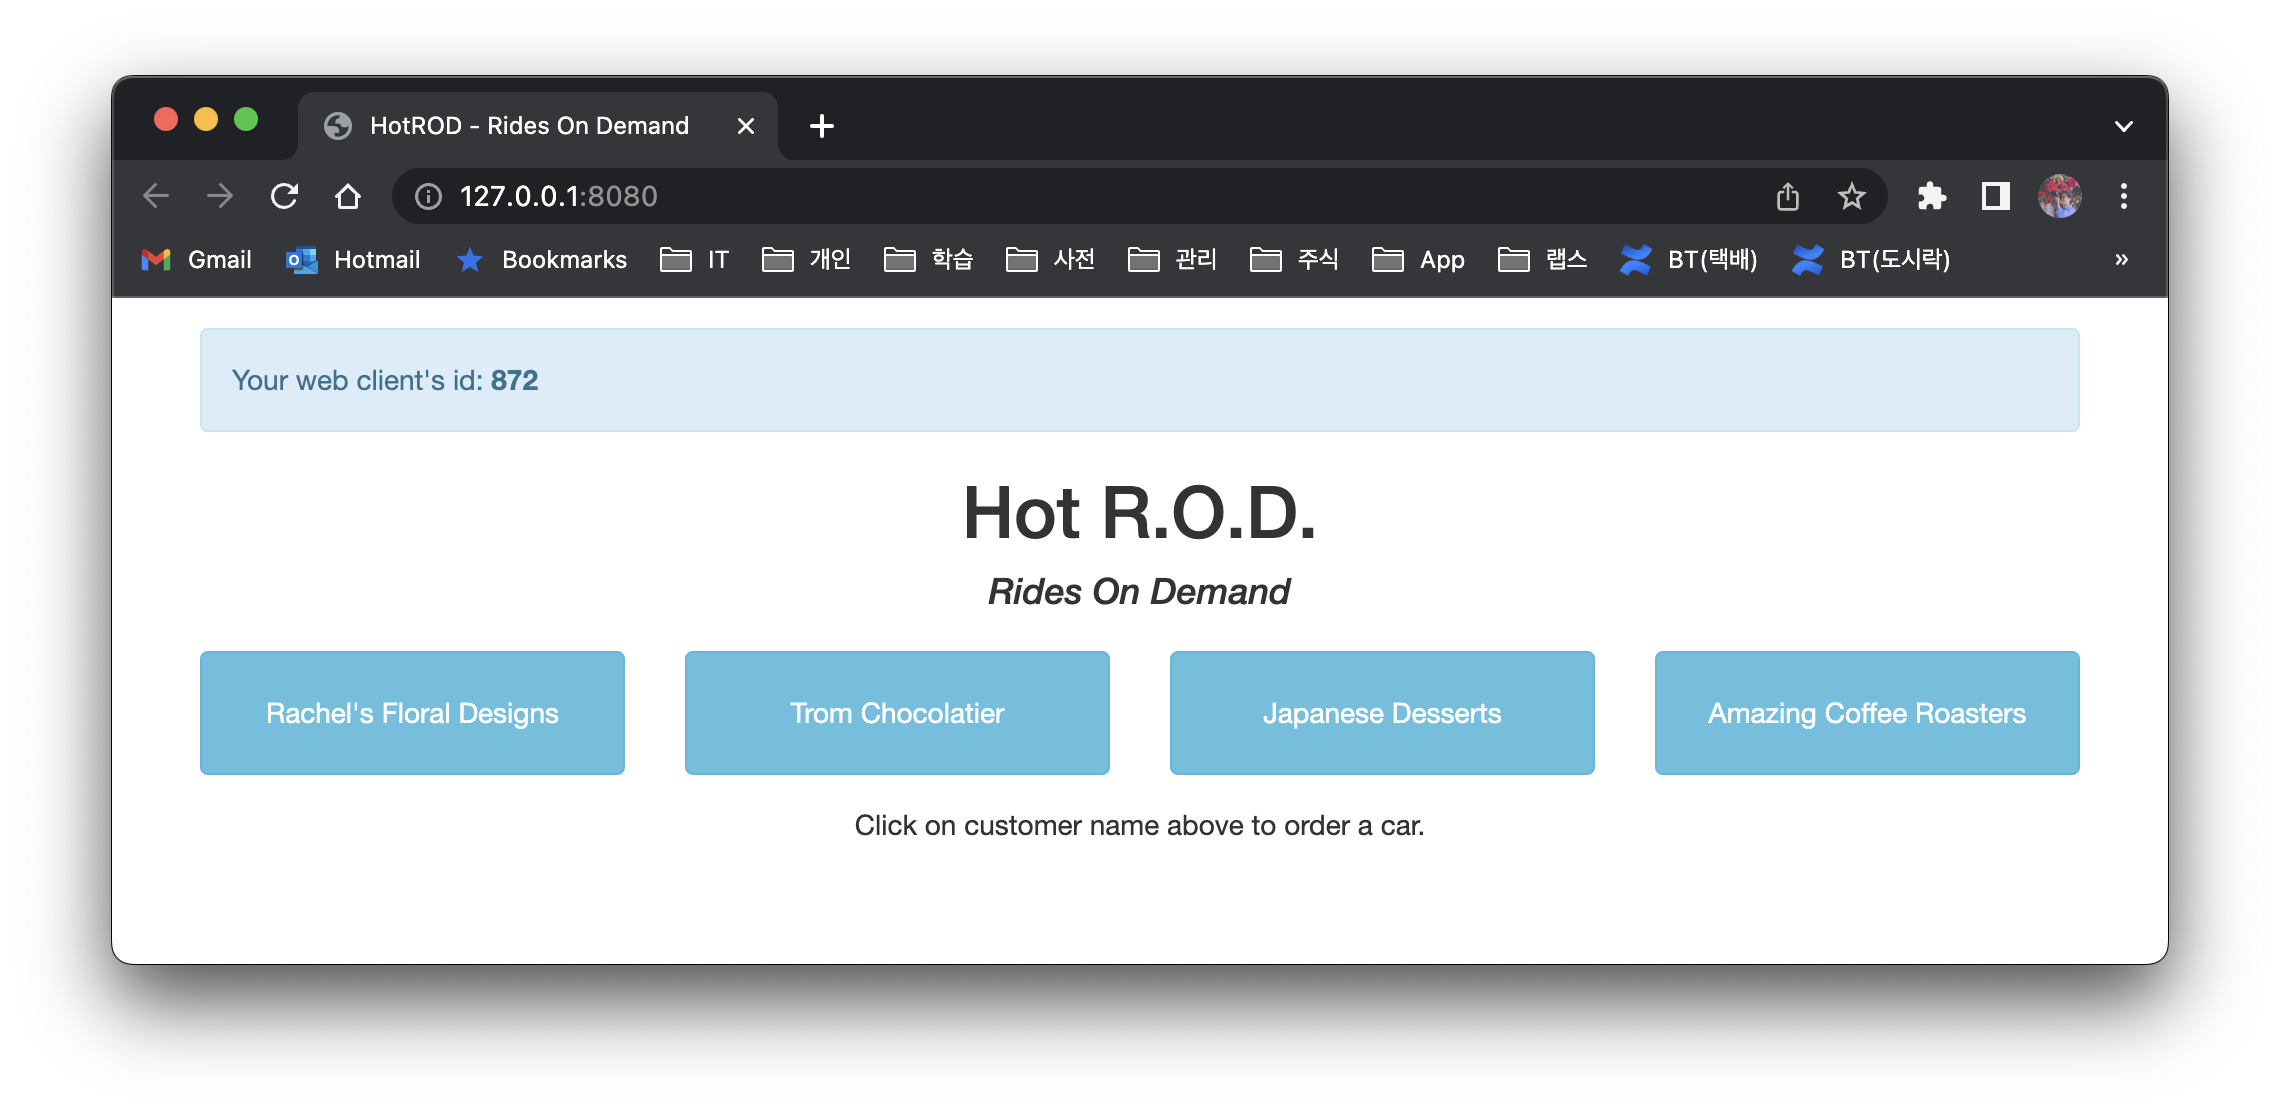 HotROD - Rides On Demand
127.0.0.1:8080
Gmail Hotmail Bookmarks IT 개인 학습 사전 관리 주식 App 랩스 BT(택배) BT(도시락) »
Your web client's id: 872
Hot R.O.D.
Rides On Demand
Rachel's Floral Designs Trom Chocolatier Japanese Desserts Amazing Coffee Roasters
Click on customer name above to order a car.